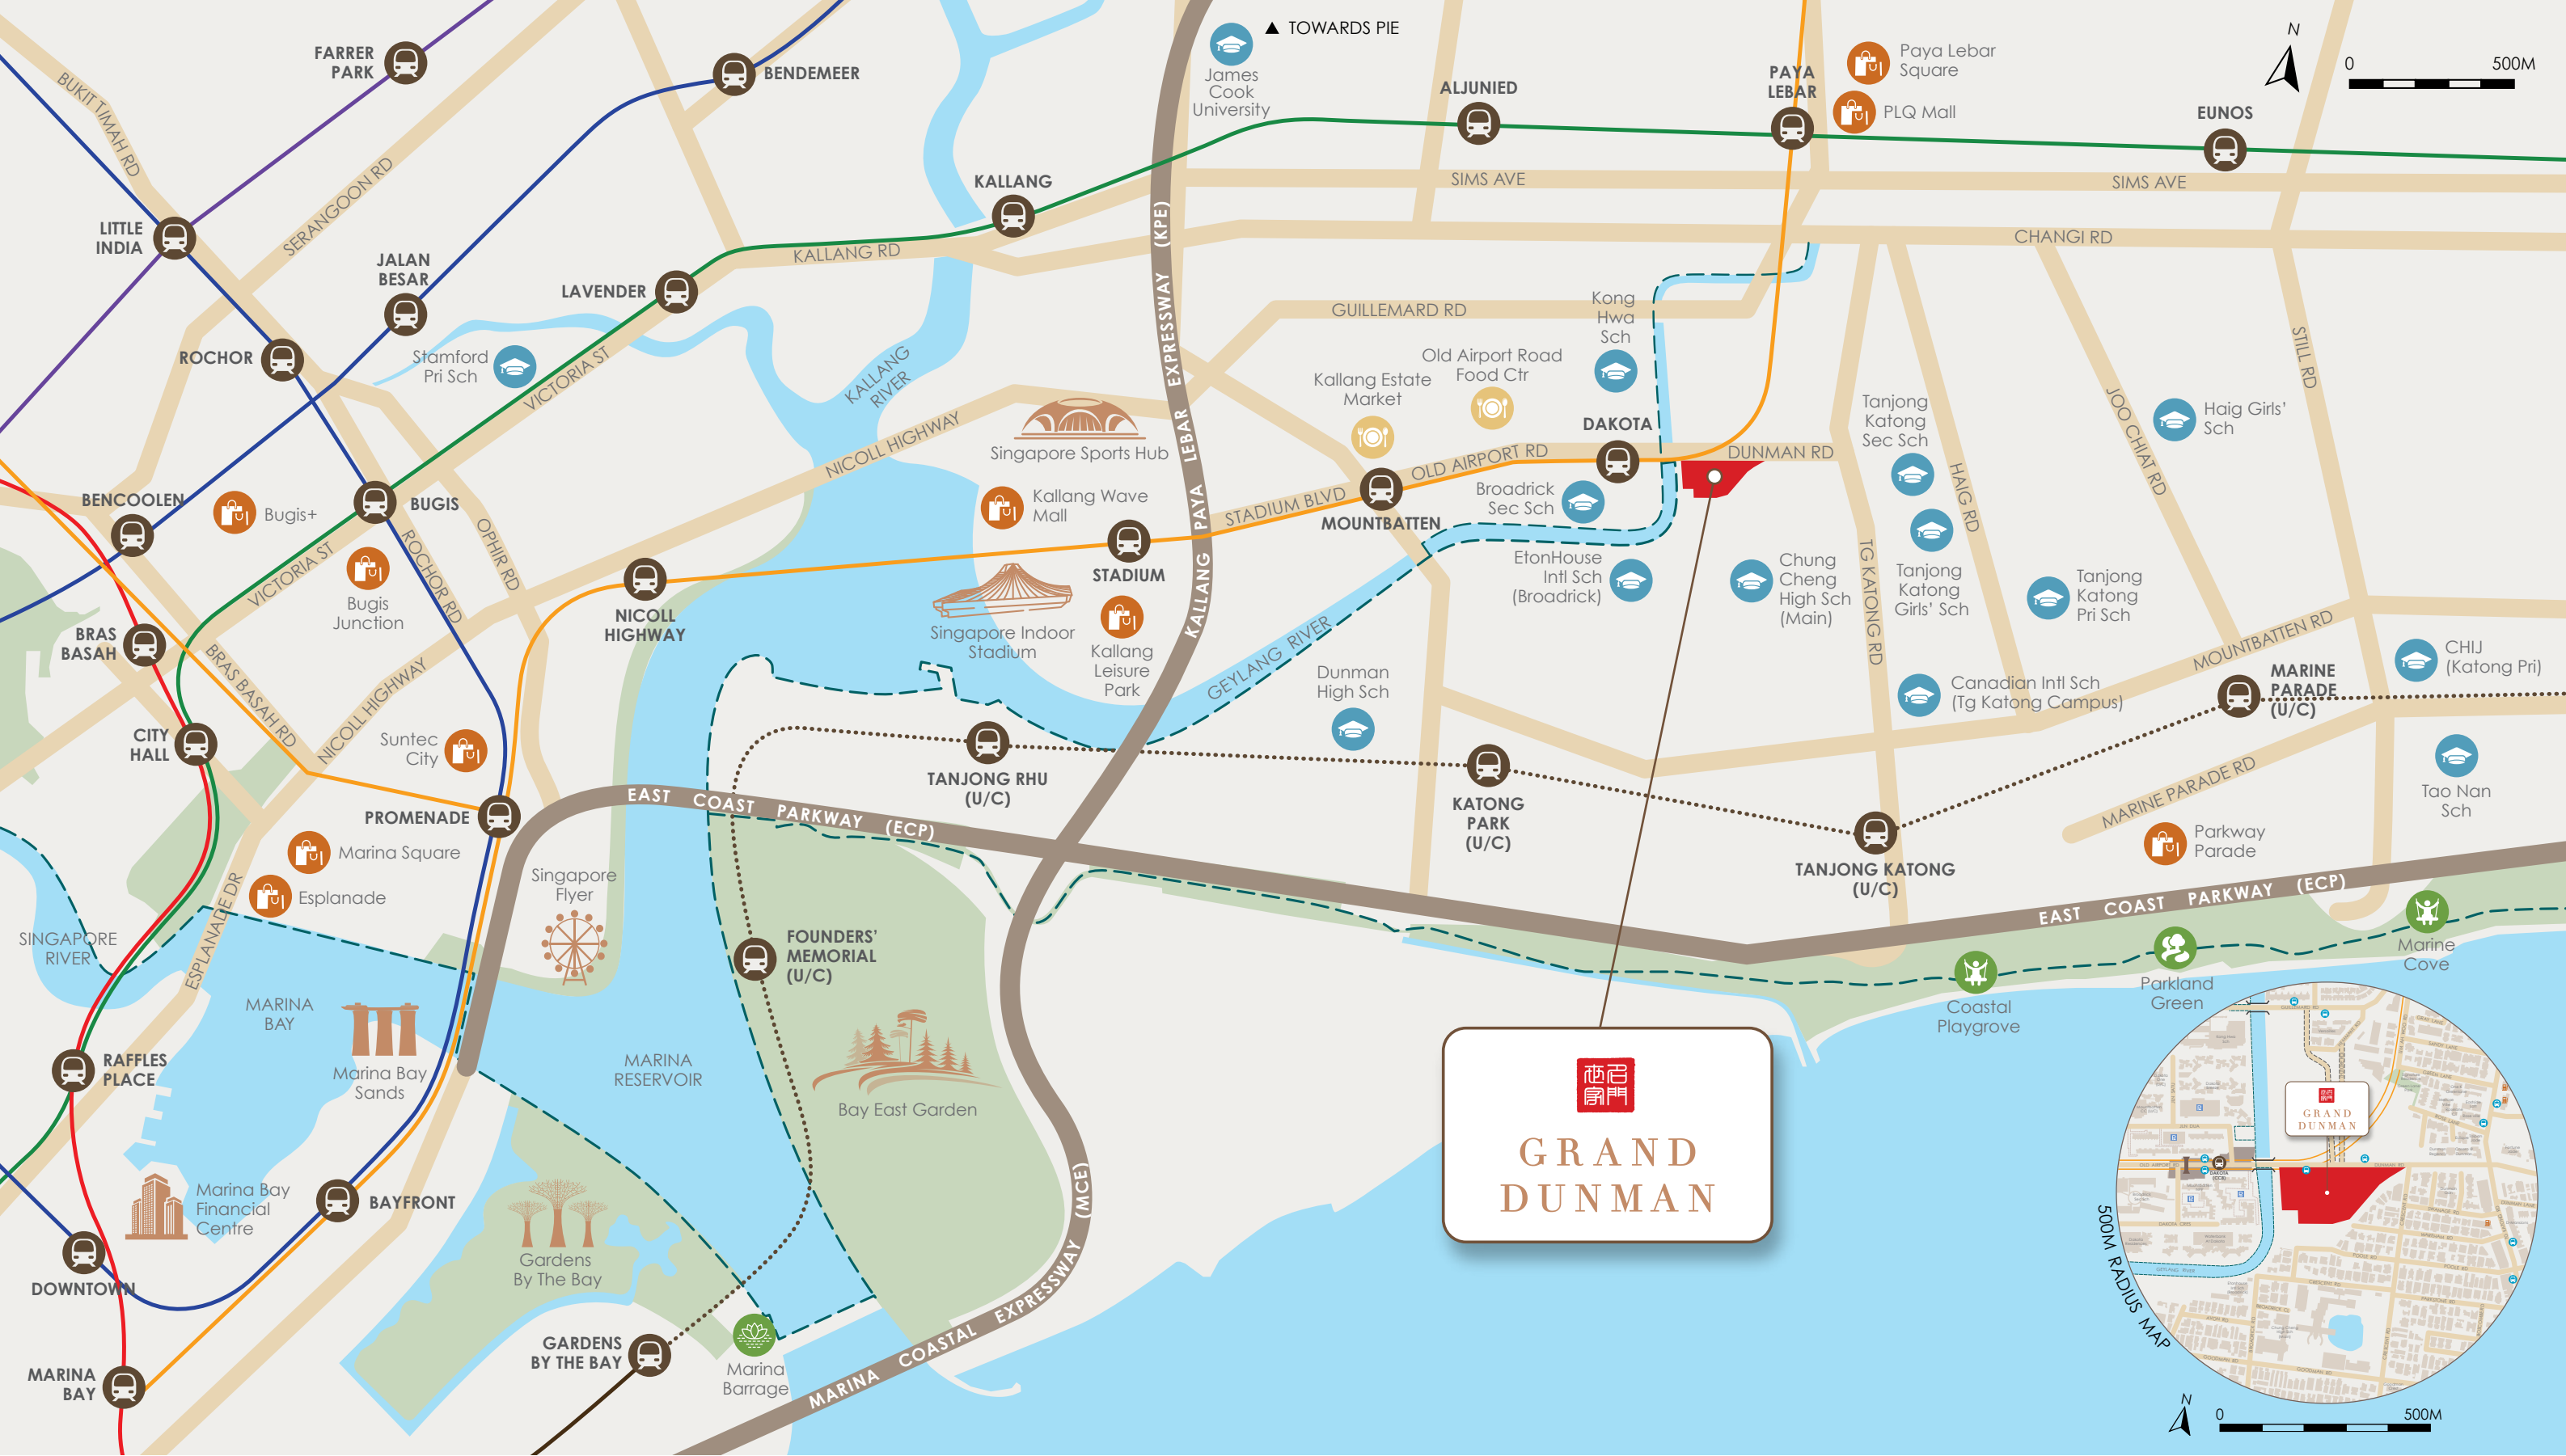 ▲ TOWARDS PIE
N
0 500M
FARRER
PARK
BENDEMEER
James
Cook
University
ALJUNIED
PAYA
LEBAR
Paya Lebar
Square
PLQ Mall
EUNOS
BUKIT TIMAH RD
SERANGOON RD
KALLANG
SIMS AVE
SIMS AVE
LITTLE
INDIA
KALLANG RD
CHANGI RD
JALAN
BESAR
LAVENDER
KALLANG PAYA LEBAR EXPRESSWAY (KPE)
GUILLEMARD RD
Kong
Hwa
Sch
ROCHOR
Stamford
Pri Sch
VICTORIA ST
KALLANG
RIVER
Old Airport Road
Food Ctr
Kallang Estate
Market
STILL RD
JOO CHIAT RD
Haig Girls'
Sch
Tanjong
Katong
Sec Sch
NICOLL HIGHWAY
Singapore Sports Hub
DAKOTA
OLD AIRPORT RD
DUNMAN RD
HAIG RD
BENCOOLEN
Bugis+
BUGIS
OPHIR RD
ROCHOR RD
Kallang Wave
Mall
STADIUM BLVD
MOUNTBATTEN
Broadrick
Sec Sch
VICTORIA ST
Bugis
Junction
STADIUM
EtonHouse
Intl Sch
(Broadrick)
Chung
Cheng
High Sch
(Main)
TG KATONG RD
Tanjong
Katong
Girls' Sch
Tanjong
Katong
Pri Sch
NICOLL
HIGHWAY
Singapore Indoor
Stadium
Kallang
Leisure
Park
GEYLANG RIVER
BRAS
BASAH
BRAS BASAH RD
NICOLL HIGHWAY
MOUNTBATTEN RD
CHIJ
(Katong Pri)
Dunman
High Sch
Canadian Intl Sch
(Tg Katong Campus)
MARINE
PARADE
(U/C)
CITY
HALL
Suntec
City
TANJONG RHU
(U/C)
KATONG
PARK
(U/C)
MARINE PARADE RD
Tao Nan
Sch
PROMENADE
EAST COAST PARKWAY (ECP)
TANJONG KATONG
(U/C)
Parkway
Parade
Marina Square
Esplanade
ESPLANADE DR
Singapore
Flyer
EAST COAST PARKWAY (ECP)
SINGAPORE
RIVER
FOUNDERS'
MEMORIAL
(U/C)
Marine
Cove
Parkland
Green
Coastal
Playgrove
MARINA
BAY
Marina Bay
Sands
MARINA
RESERVOIR
Bay East Garden
RAFFLES
PLACE
名門
世家
GRAND
DUNMAN
GRAND
DUNMAN
Marina Bay
Financial
Centre
BAYFRONT
Gardens
By The Bay
DOWNTOWN
MARINA COASTAL EXPRESSWAY (MCE)
GARDENS
BY THE BAY
Marina
Barrage
MARINA
BAY
500M RADIUS MAP
N
0 500M